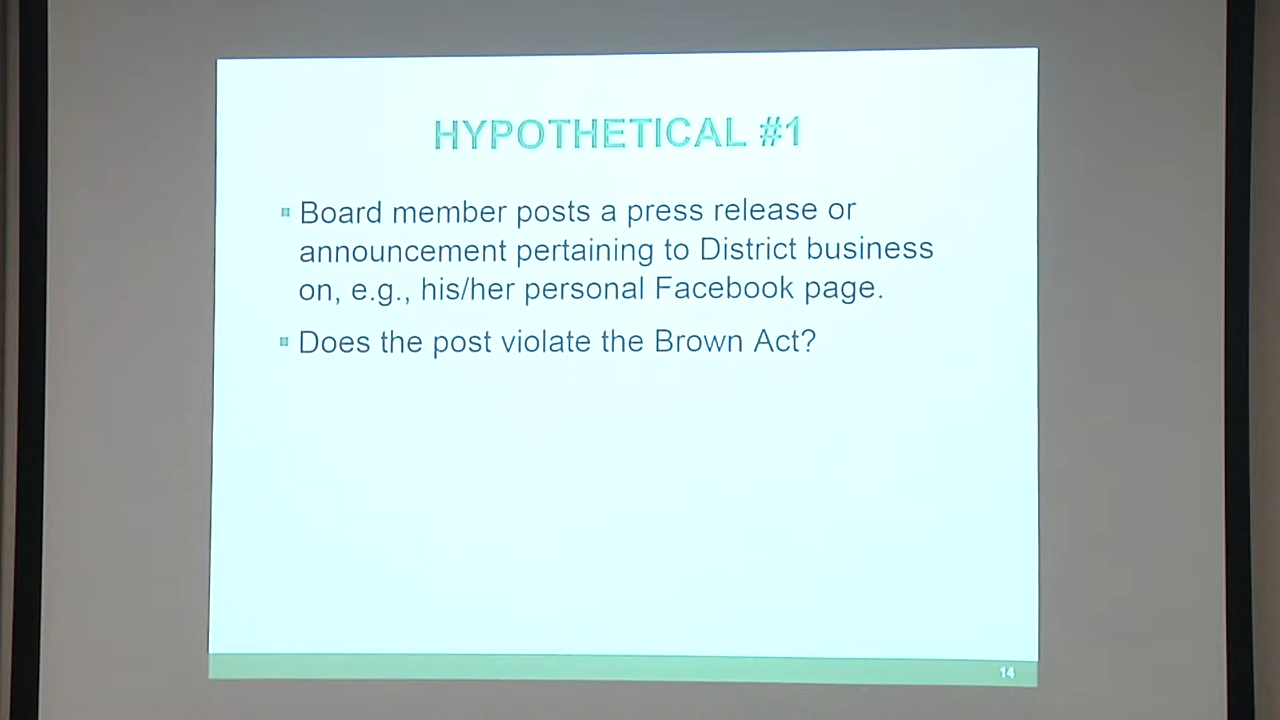 HYPOTHETICAL #1
Board member posts a press release or
announcement pertaining to District business
on, e.g., his/her personal Facebook page.
Does the post violate the Brown Act?
14